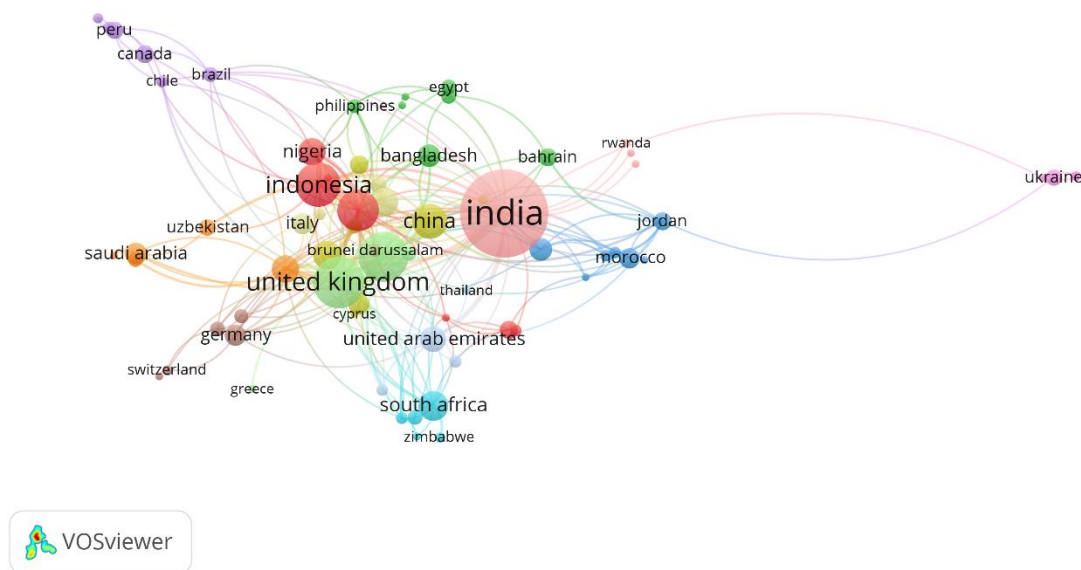 peru
canada
chile
brazil
egypt
philippines
nigeria
bangladesh
bahrain
rwanda
ukraine
indonesia
india
italy
china
jordan
uzbekistan
saudi arabia
brunei darussalam
morocco
united kingdom
thailand
cyprus
germany
united arab emirates
switzerland
greece
south africa
zimbabwe
VOSviewer